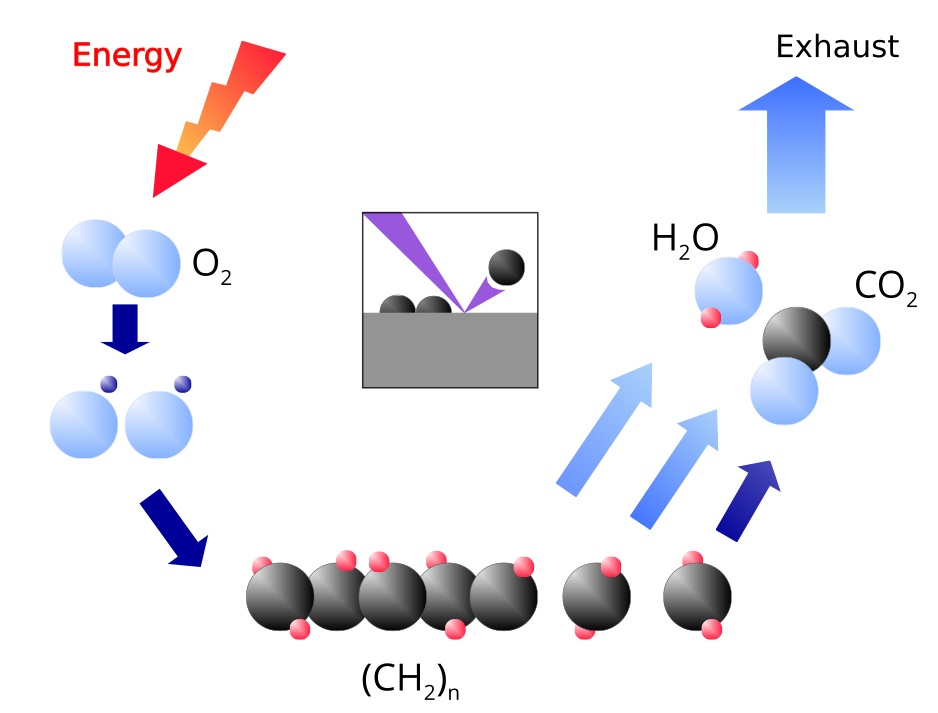 Energy
Exhaust
O₂
H₂O
CO₂
(CH₂)ₙ